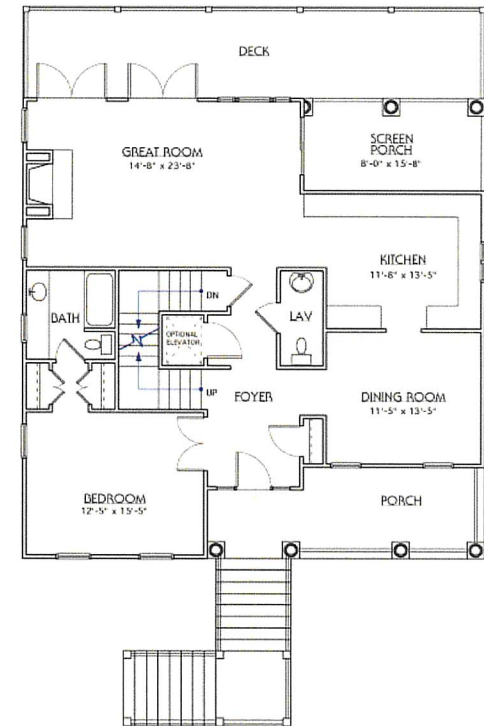 DECK
GREAT ROOM
14'-8" x 23'-8"
SCREEN
PORCH
8'-0" x 15'-8"
KITCHEN
11'-8" x 13'-5"
BATH
DN
LAV
OPTIONAL
ELEVATOR
UP
FOYER
DINING ROOM
11'-5" x 13'-5"
BEDROOM
12'-5" x 15'-5"
PORCH